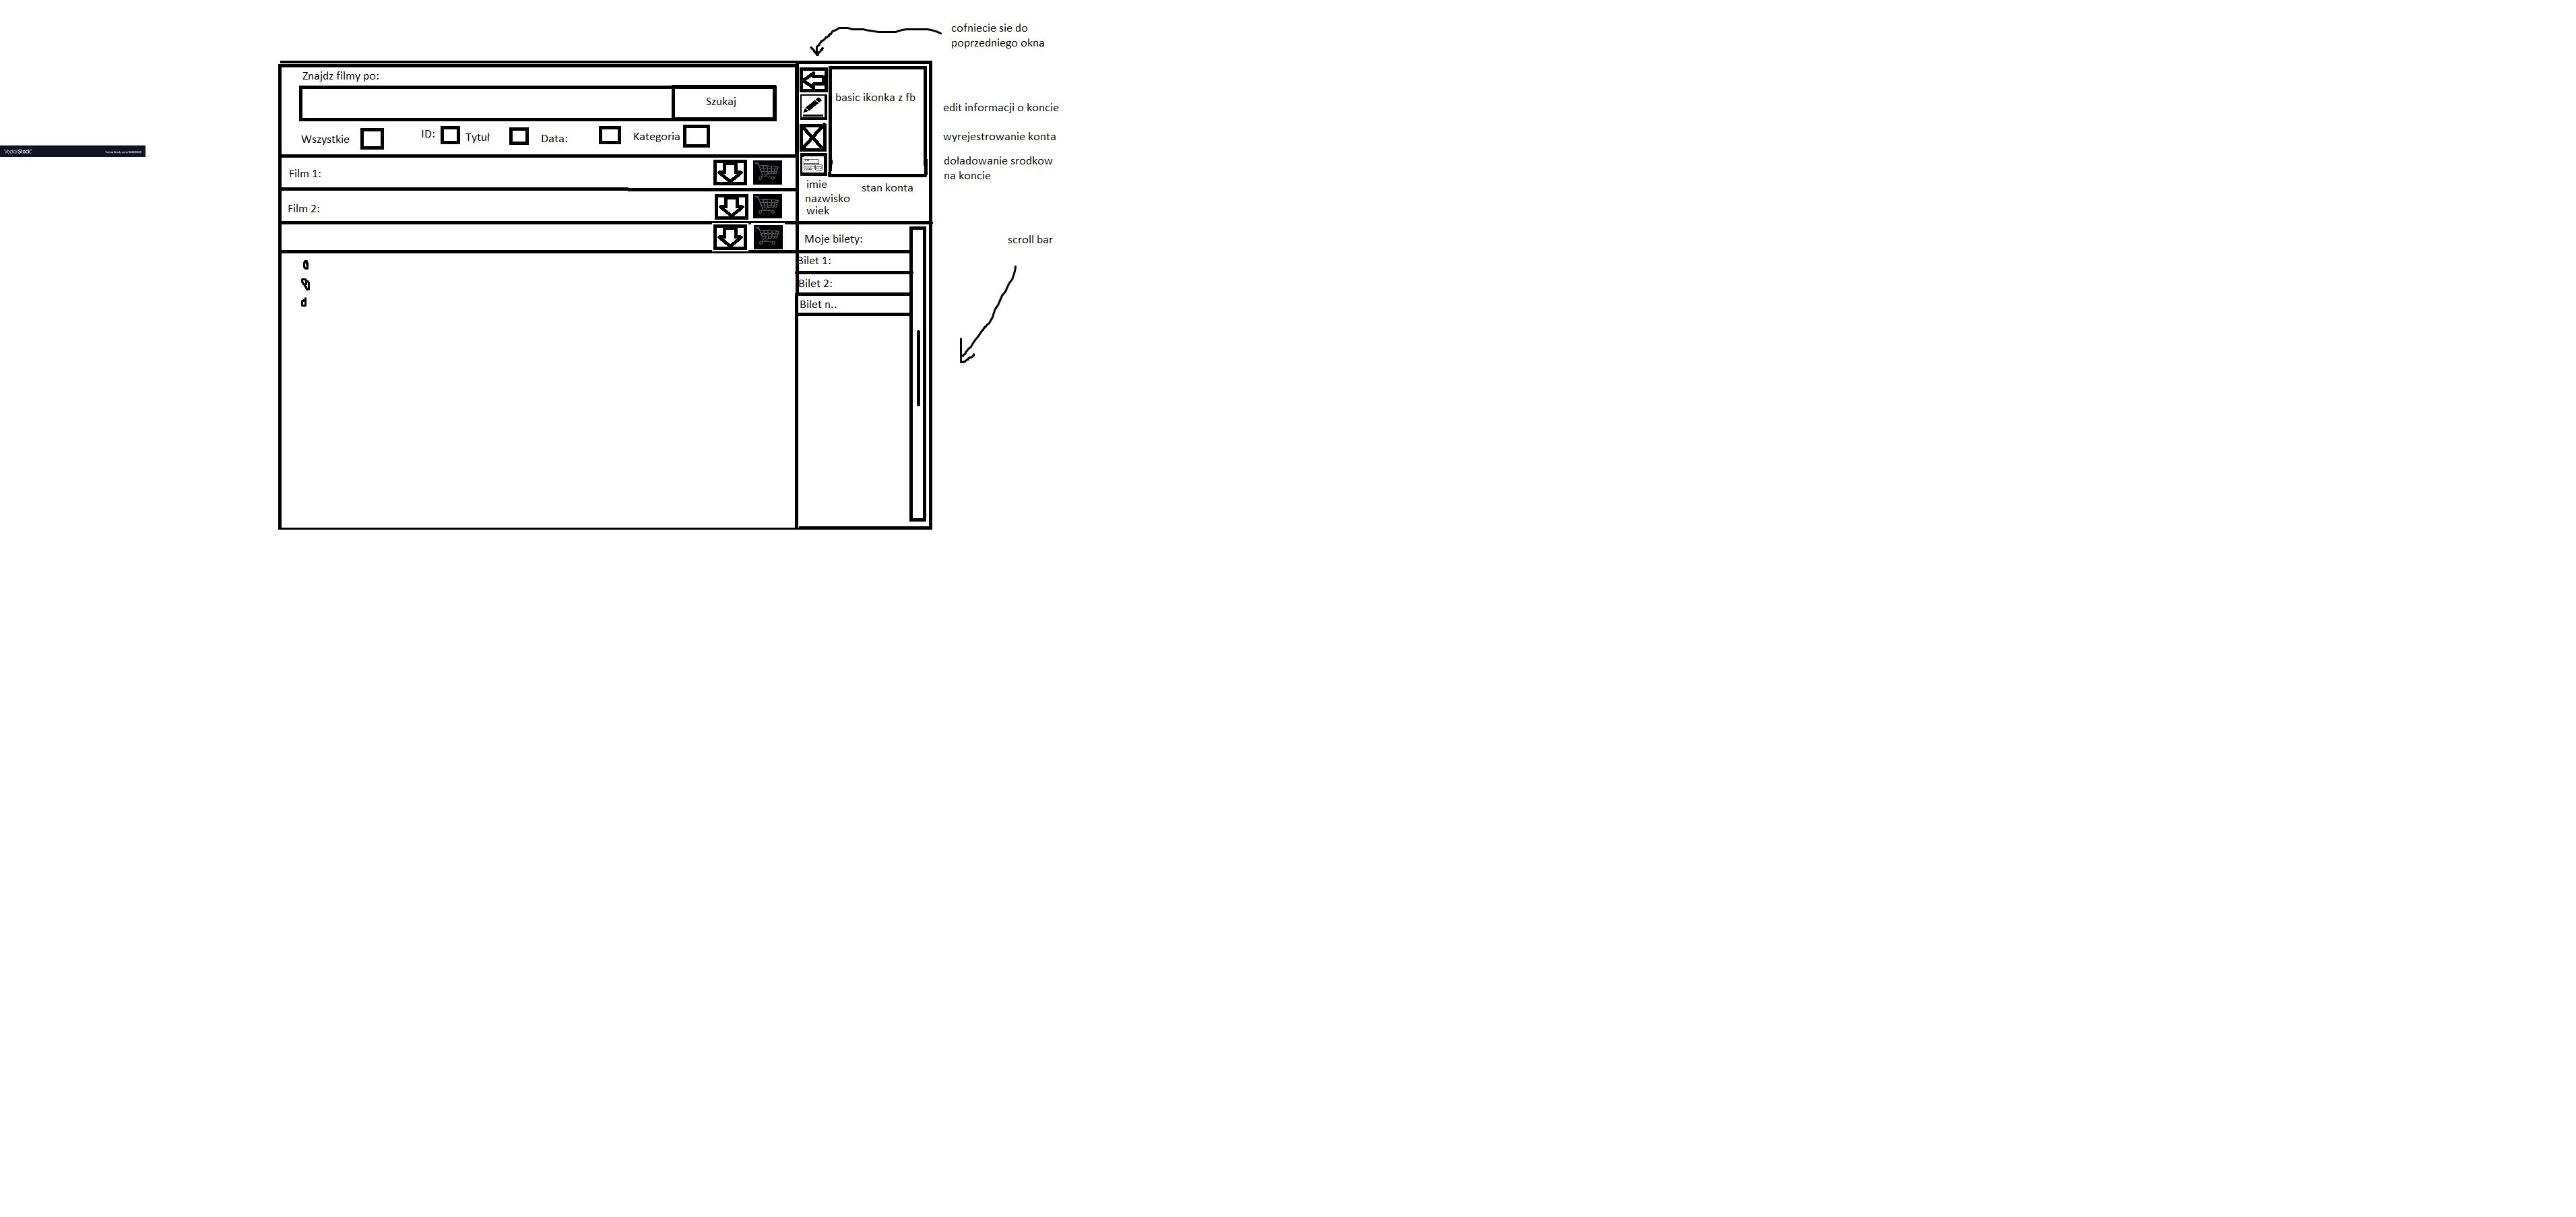 cofniecie sie do
poprzedniego okna
Znajdz filmy po:
Szukaj
basic ikonka z fb
edit informacji o koncie
Wszystkie
ID:
Tytuł
Data:
Kategoria
wyrejestrowanie konta
VectorStock
doładowanie srodkow
na koncie
Film 1:
imie
nazwisko
wiek
stan konta
Film 2:
Moje bilety:
scroll bar
Bilet 1:
Bilet 2:
Bilet n..